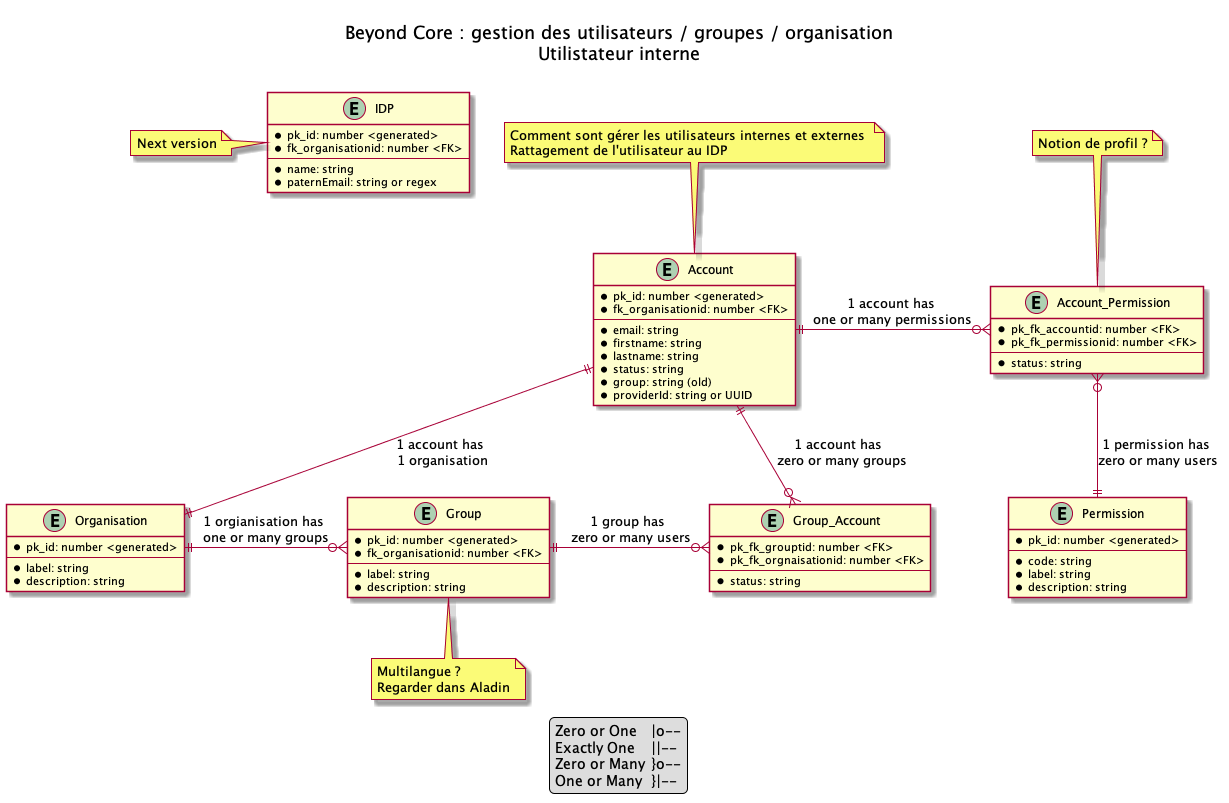 Beyond Core : gestion des utilisateurs / groupes / organisation
Utilistateur interne
E IDP
pk_id: number <generated>
fk_organisationid: number <FK>
name: string
paternEmail: string or regex
Next version
Comment sont gérer les utilisateurs internes et externes
Rattagement de l'utilisateur au IDP
Notion de profil ?
E Account
pk_id: number <generated>
fk_organisationid: number <FK>
email: string
firstname: string
lastname: string
status: string
group: string (old)
providerId: string or UUID
1 account has
one or many permissions
E Account_Permission
pk_fk_accountid: number <FK>
pk_fk_permissionid: number <FK>
status: string
1 account has
1 organisation
1 account has
zero or many groups
1 permission has
zero or many users
E Organisation
pk_id: number <generated>
label: string
description: string
1 orgianisation has
one or many groups
E Group
pk_id: number <generated>
fk_organisationid: number <FK>
label: string
description: string
1 group has
zero or many users
E Group_Account
pk_fk_grouptid: number <FK>
pk_fk_orgnaisationid: number <FK>
status: string
E Permission
pk_id: number <generated>
code: string
label: string
description: string
Multilangue ?
Regarder dans Aladin
Zero or One |o--
Exactly One ||--
Zero or Many }o--
One or Many }|--